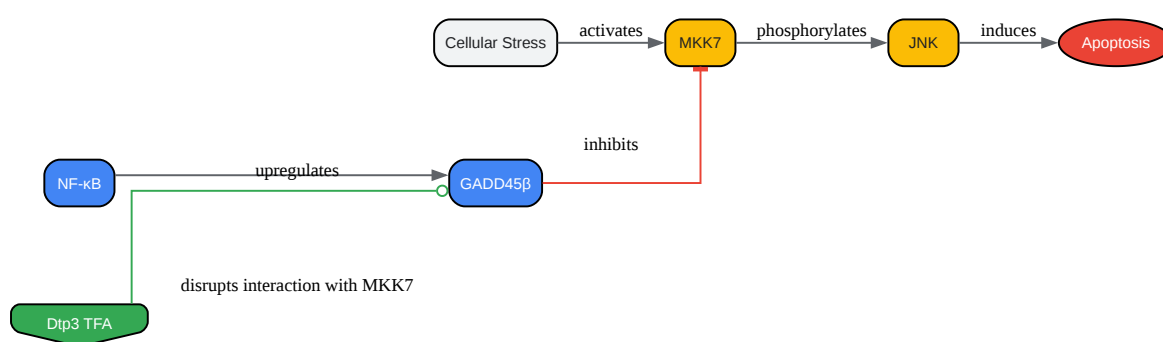 Cellular Stress
activates
MKK7
phosphorylates
JNK
induces
Apoptosis
inhibits
NF-κB
upregulates
GADD45β
disrupts interaction with MKK7
Dtp3 TFA